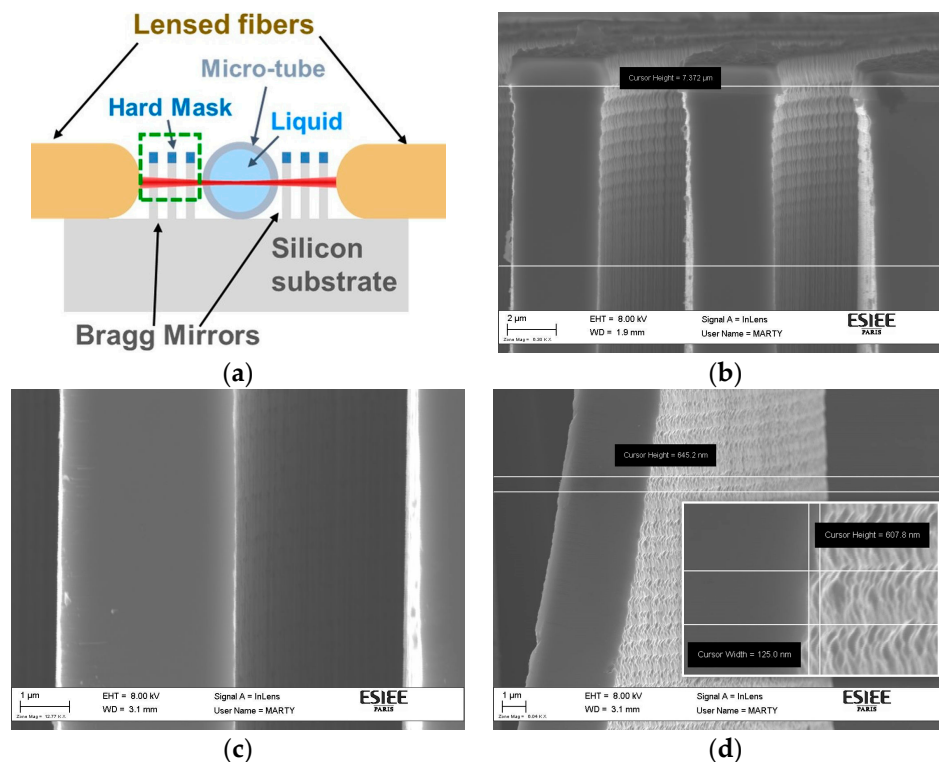 Lensed fibers
Micro-tube
Hard Mask
Liquid
Silicon
substrate
Bragg Mirrors
(a)
Cursor Height = 7.372 µm
2 µm
EHT = 8.00 kV
Signal A = InLens
WD = 1.9 mm
User Name = MARTY
ESIEE
PARIS
(b)
1 µm
EHT = 8.00 kV
Signal A = InLens
WD = 3.1 mm
User Name = MARTY
ESIEE
PARIS
Zone Mag = 12.77 K X
(c)
Cursor Height = 645.2 nm
Cursor Height = 607.8 nm
Cursor Width = 125.0 nm
1 µm
EHT = 8.00 kV
Signal A = InLens
WD = 3.1 mm
User Name = MARTY
ESIEE
PARIS
(d)